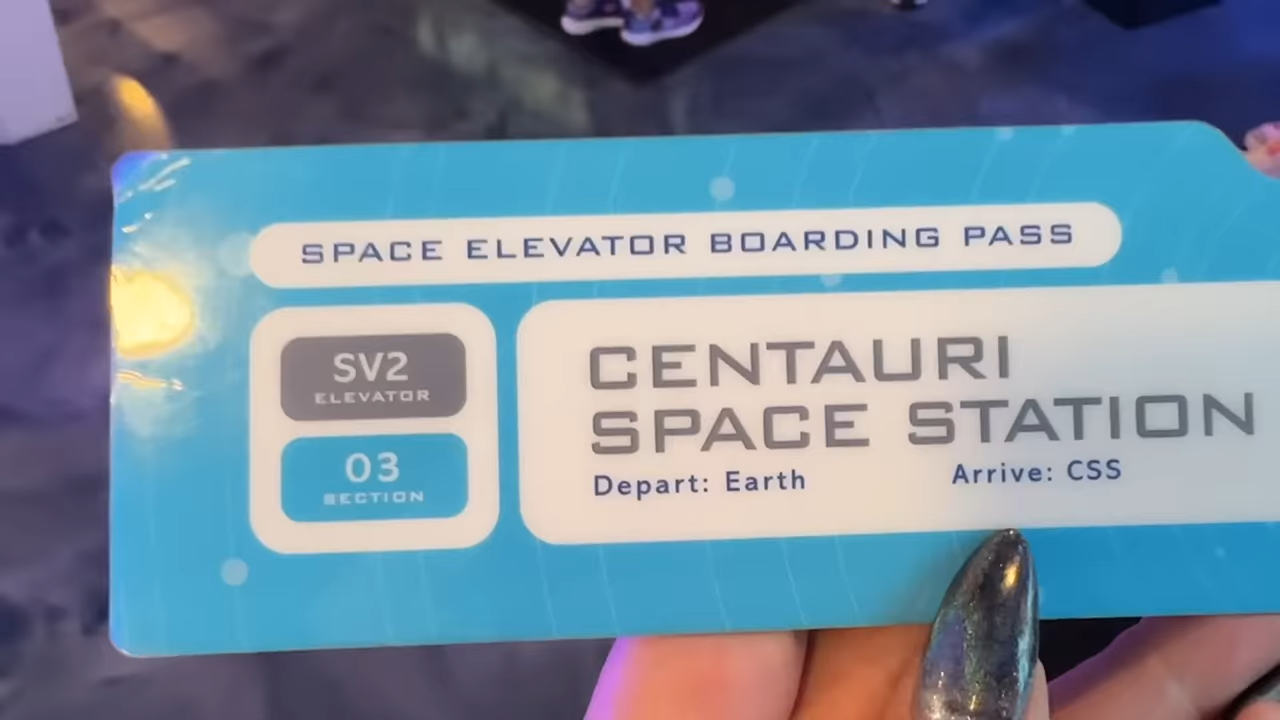 SPACE ELEVATOR BOARDING PASS
SV2
ELEVATOR
03
SECTION
CENTAURI
SPACE STATION
Depart: Earth Arrive: CSS